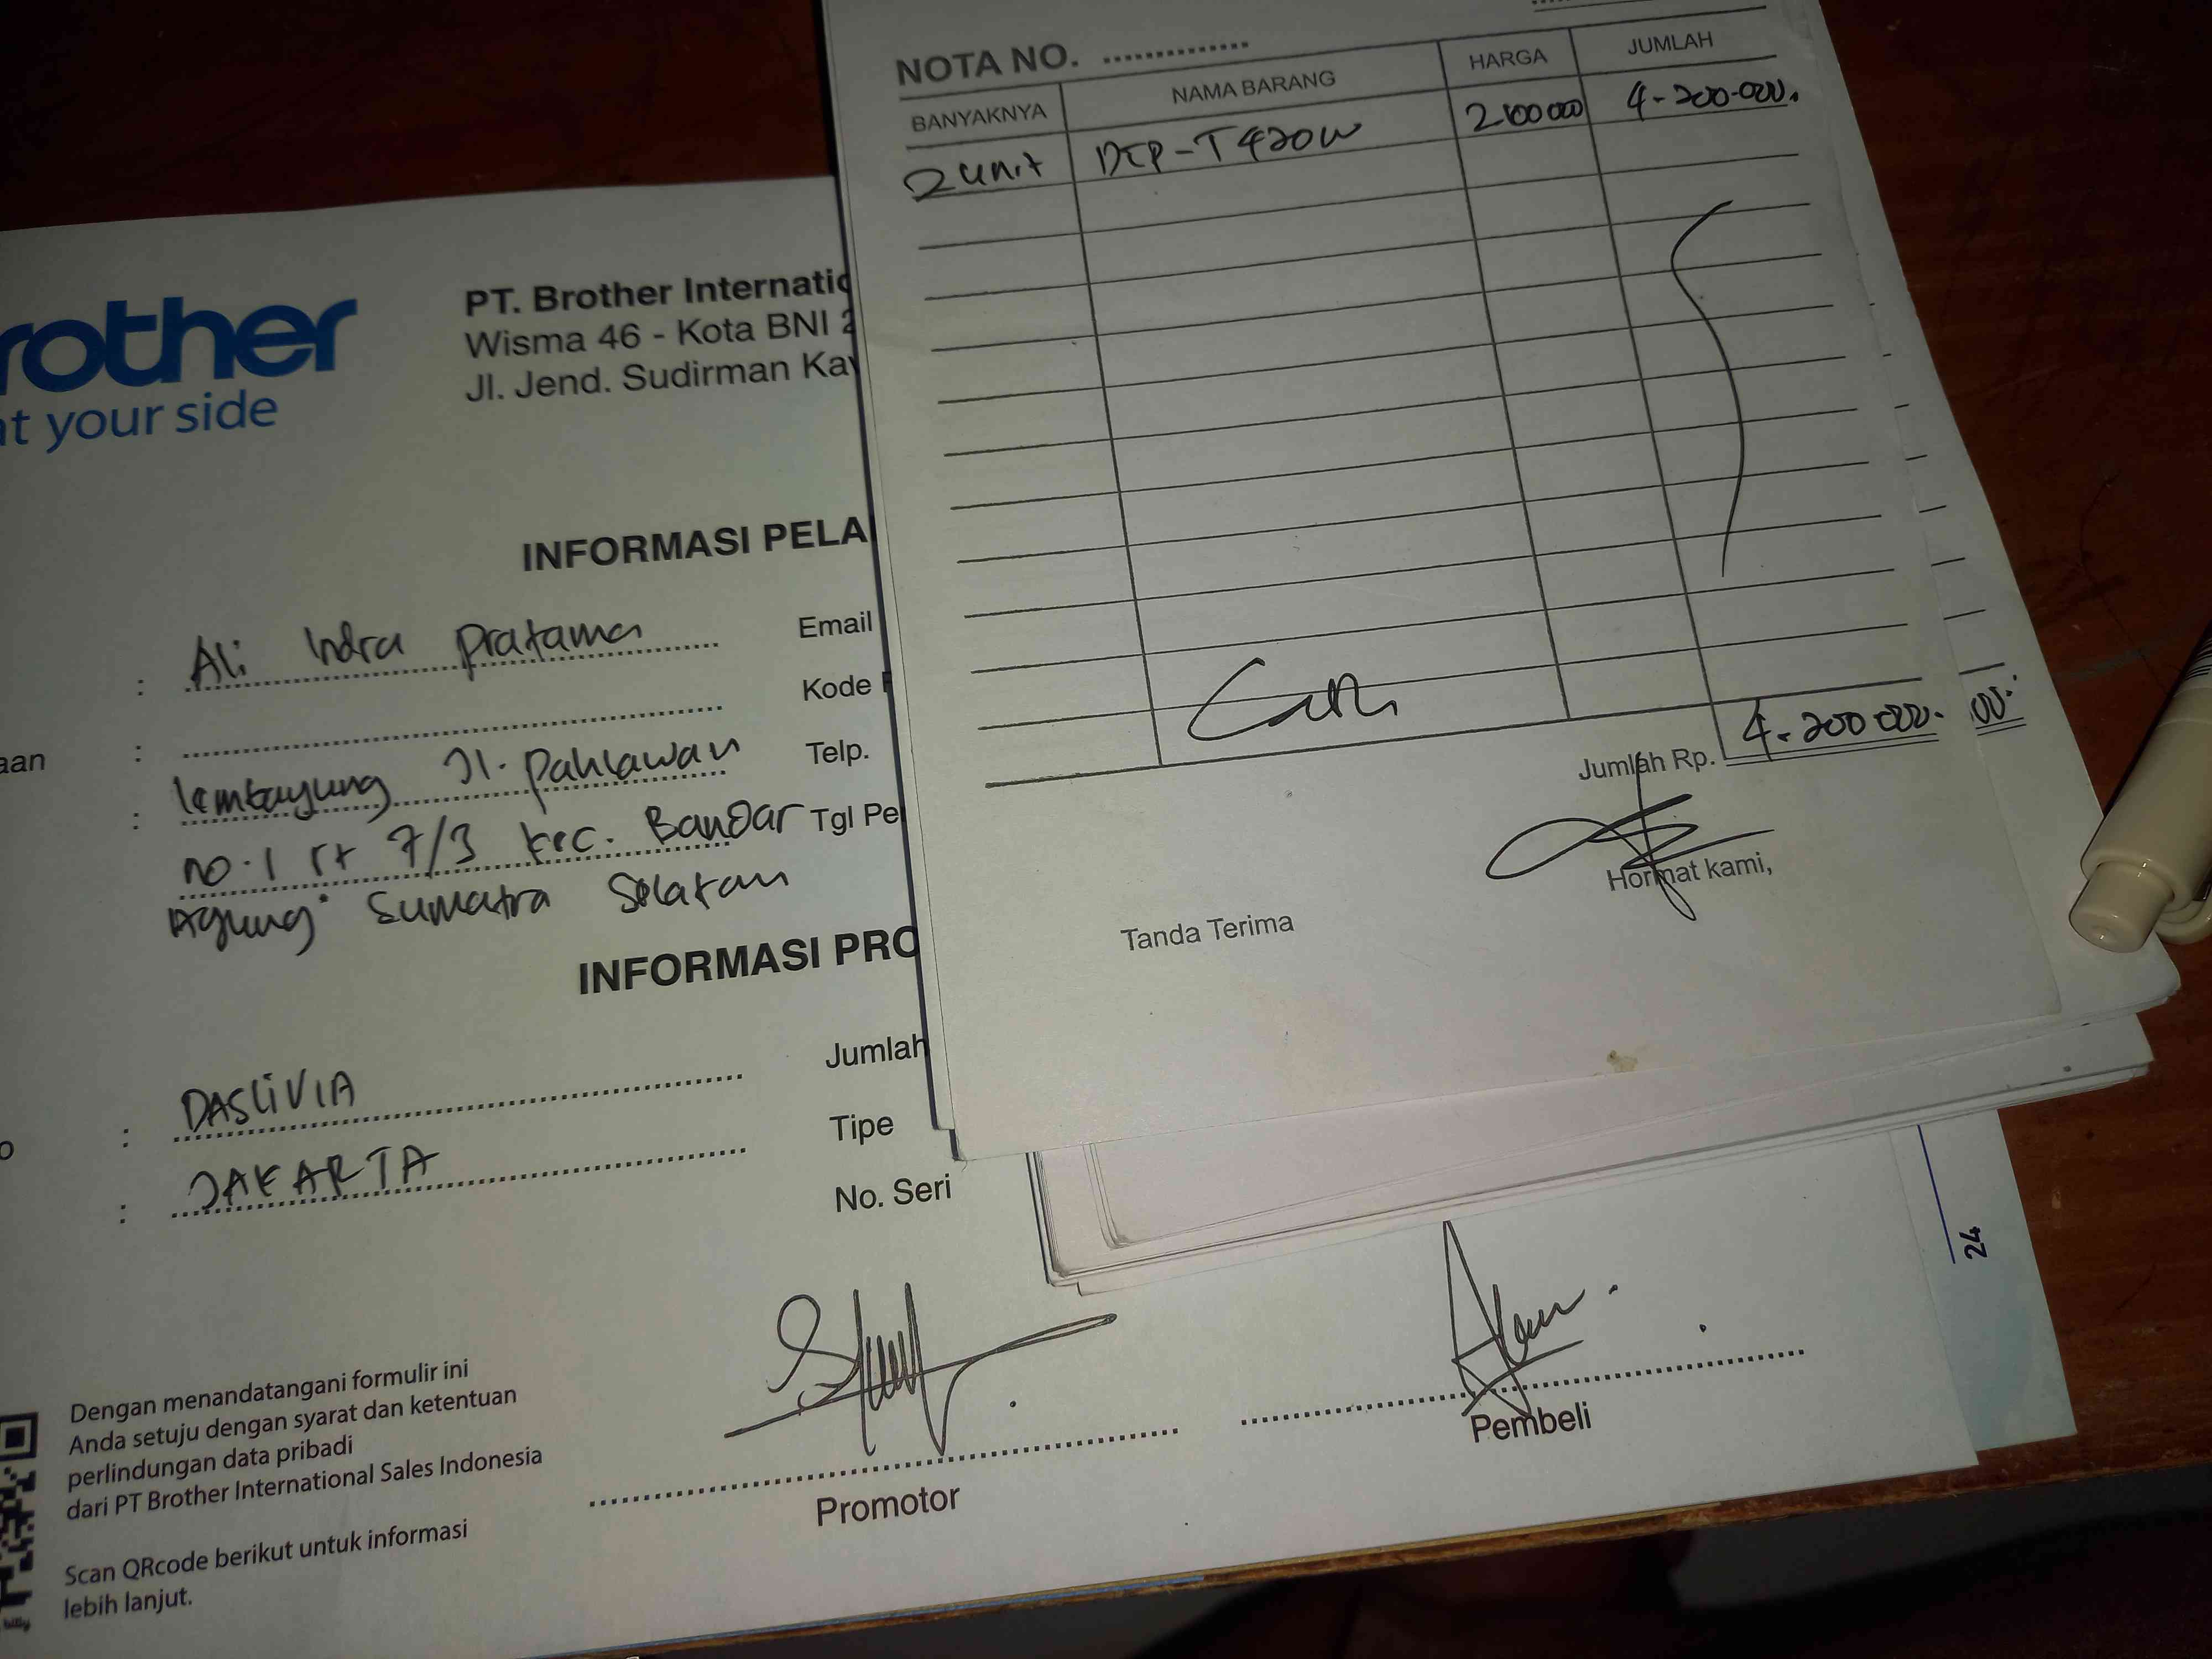 NOTA NO. ..............
BANYAKNYA NAMA BARANG HARGA JUMLAH
2 unit DCP-T420W 2100000 4.200.000.
Cash
Jumlah Rp. 4.200.000.
00.
Tanda Terima Hormat kami,
rother
at your side
PT. Brother Internatio
Wisma 46 - Kota BNI 2
Jl. Jend. Sudirman Kav
INFORMASI PELA
: Ali Indra Pratama Email
aan : Kode P
: lembayung Jl. Pahlawan Telp.
no.1 rt 7/3 kec. Bandar Tgl Pe
Agung Sumatra Selatan
INFORMASI PRO
o : DASLIVIA Jumlah
: JAKARTA Tipe
No. Seri
24
Dengan menandatangani formulir ini
Anda setuju dengan syarat dan ketentuan
perlindungan data pribadi
dari PT Brother International Sales Indonesia
Scan QRcode berikut untuk informasi
lebih lanjut.
Promotor Pembeli